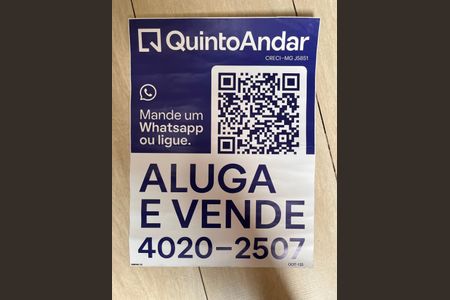 QuintoAndar
CRECI-MG J5851
Mande um
Whatsapp
ou ligue.
ALUGA
E VENDE
4020-2507